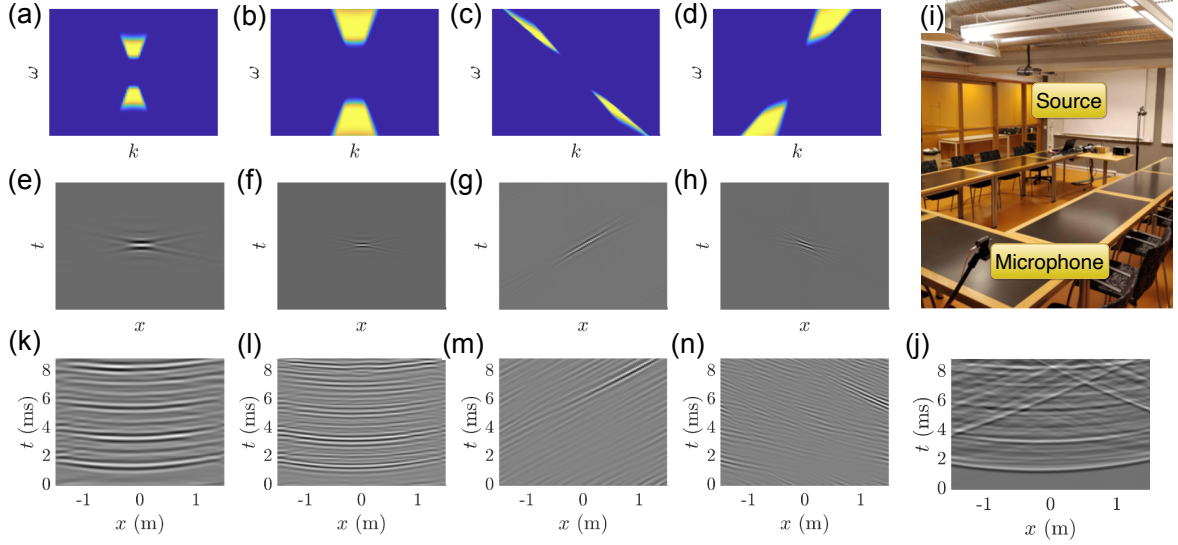 (a)
ω
k
(b)
ω
k
(c)
ω
k
(d)
ω
k
(i)
Source
Microphone
(e)
t
x
(f)
t
x
(g)
t
x
(h)
t
x
(k)
t (ms)
8
6
4
2
0
-1 0 1
x (m)
(l)
t (ms)
8
6
4
2
0
-1 0 1
x (m)
(m)
t (ms)
8
6
4
2
0
-1 0 1
x (m)
(n)
t (ms)
8
6
4
2
0
-1 0 1
x (m)
(j)
t (ms)
8
6
4
2
0
-1 0 1
x (m)